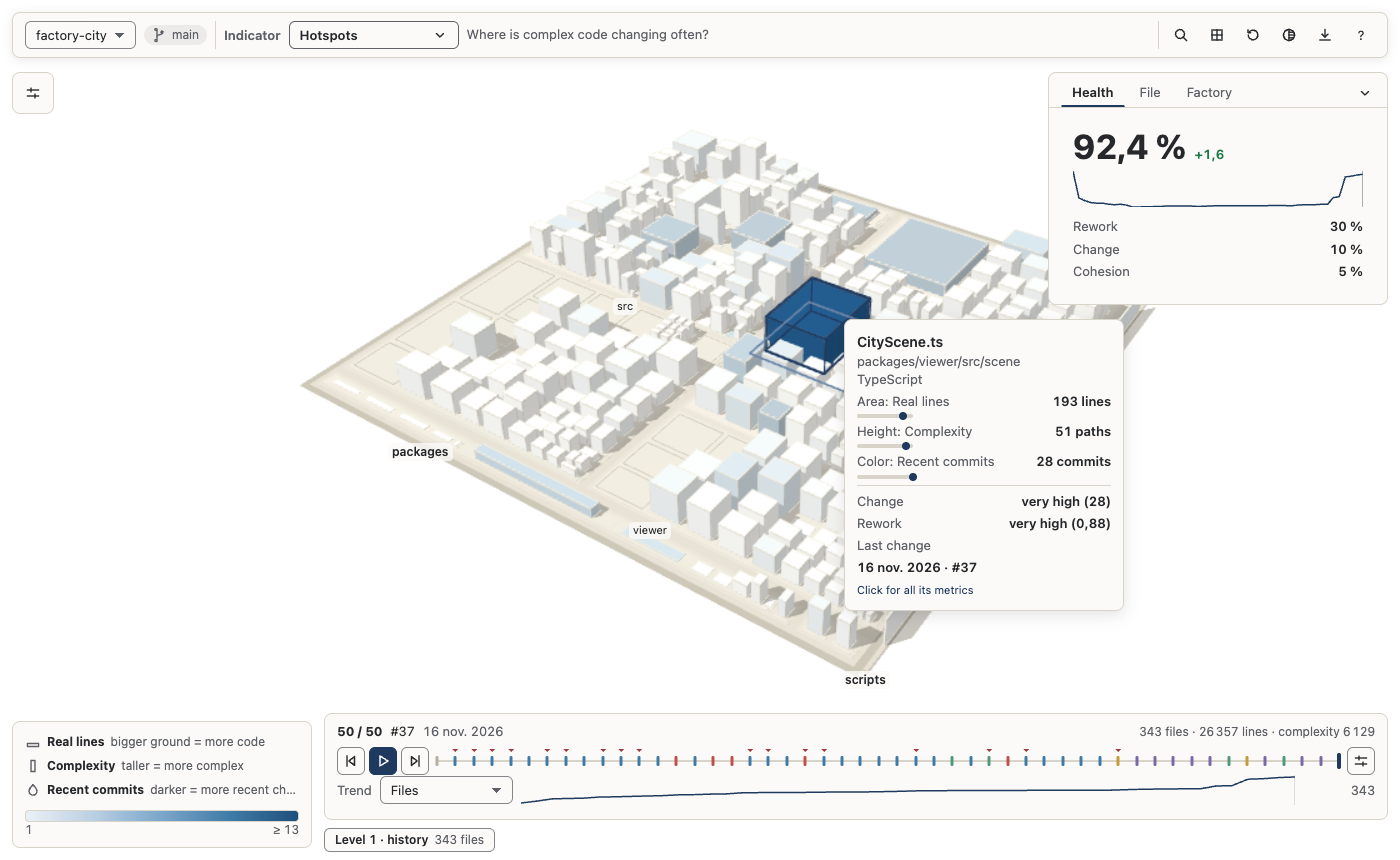 factory-city
main
Indicator
Hotspots
Where is complex code changing often?
?
Health
File
Factory
92,4 % +1,6
Rework 30 %
Change 10 %
Cohesion 5 %
src
packages
viewer
scripts
CityScene.ts
packages/viewer/src/scene
TypeScript
Area: Real lines 193 lines
Height: Complexity 51 paths
Color: Recent commits 28 commits
Change very high (28)
Rework very high (0,88)
Last change
16 nov. 2026 · #37
Click for all its metrics
Real lines bigger ground = more code
Complexity taller = more complex
Recent commits darker = more recent ch…
1 ≥ 13
50 / 50 #37 16 nov. 2026
343 files · 26 357 lines · complexity 6 129
Trend Files 343
Level 1 · history 343 files